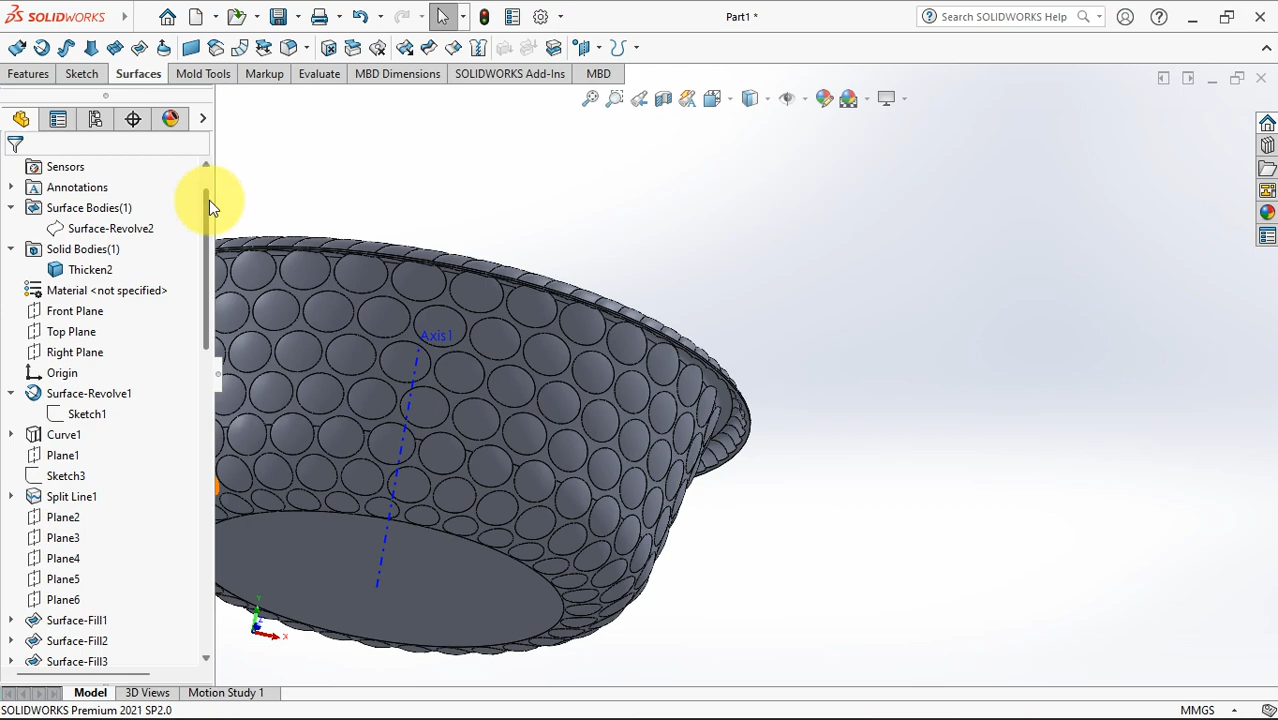 SOLIDWORKS
Part1 *
Search SOLIDWORKS Help
Features
Sketch
Surfaces
Mold Tools
Markup
Evaluate
MBD Dimensions
SOLIDWORKS Add-Ins
MBD
Sensors
Annotations
Surface Bodies(1)
Surface-Revolve2
Solid Bodies(1)
Thicken2
Material <not specified>
Front Plane
Top Plane
Right Plane
Origin
Surface-Revolve1
Sketch1
Curve1
Plane1
Sketch3
Split Line1
Plane2
Plane3
Plane4
Plane5
Plane6
Surface-Fill1
Surface-Fill2
Surface-Fill3
Axis1
Y
X
Model
3D Views
Motion Study 1
SOLIDWORKS Premium 2021 SP2.0
MMGS